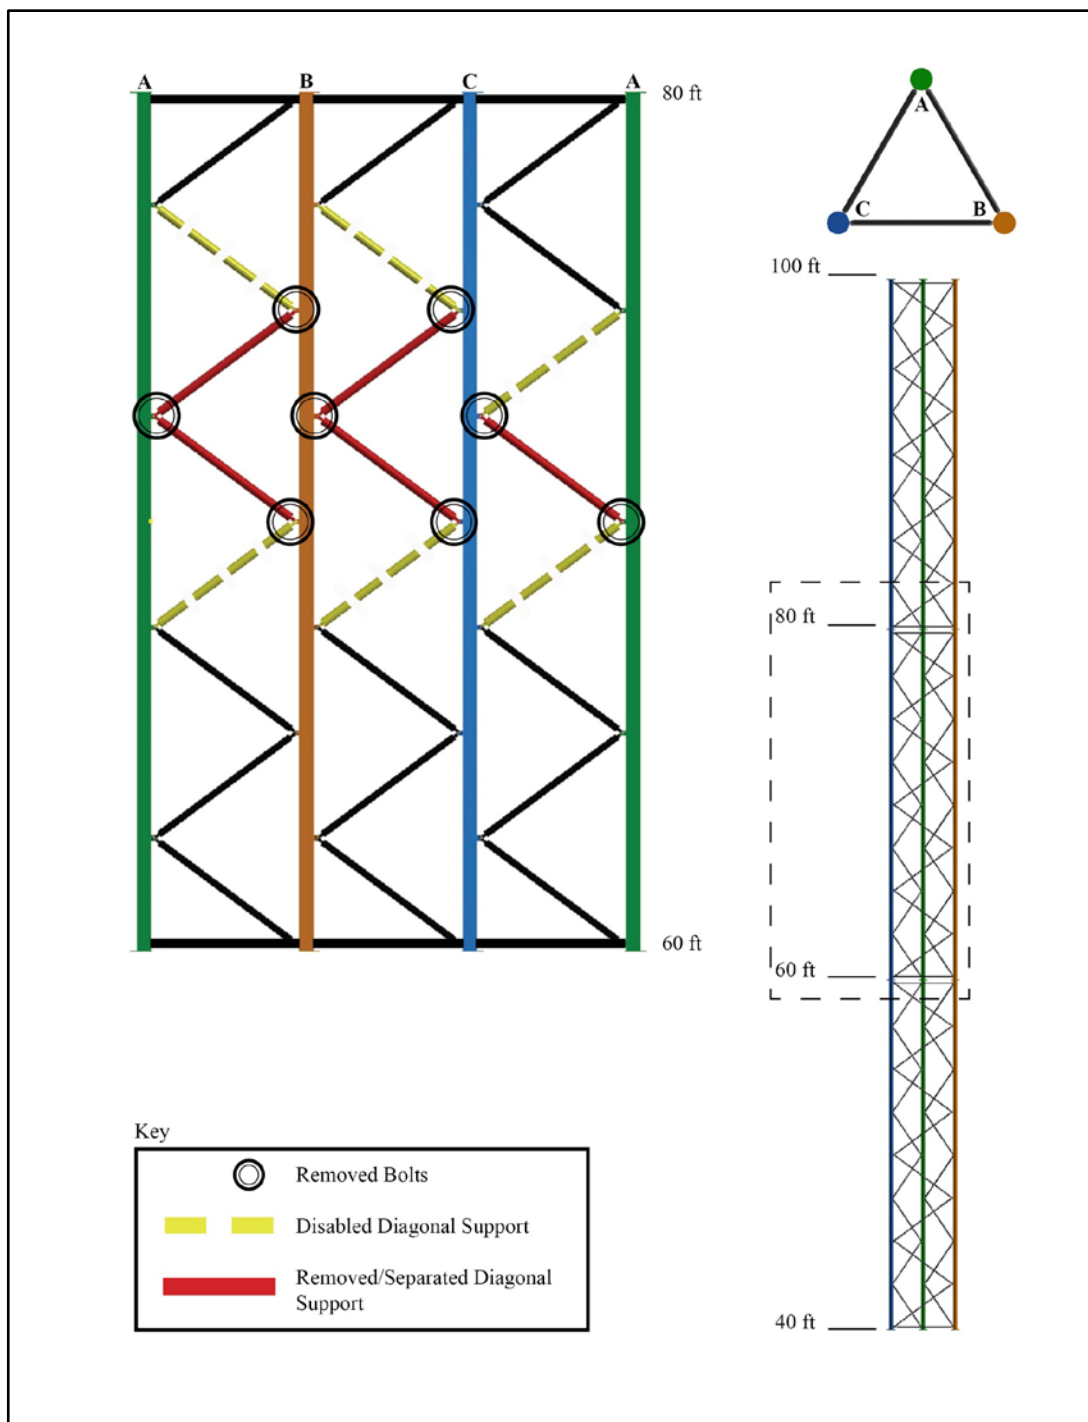 A B C A
80 ft
60 ft
A
C B
100 ft
80 ft
60 ft
40 ft
Key
Removed Bolts
Disabled Diagonal Support
Removed/Separated Diagonal
Support